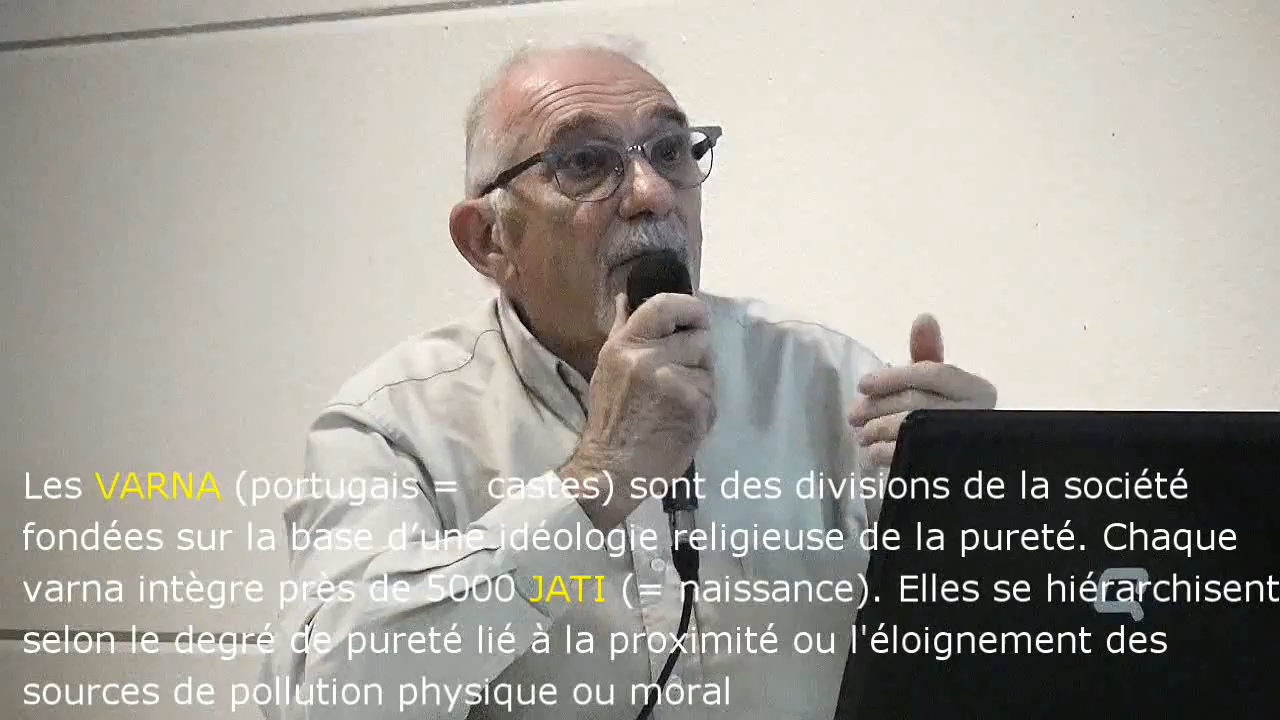 Les VARNA (portugais =  castes) sont des divisions de la société
fondées sur la base d’une idéologie religieuse de la pureté. Chaque
varna intègre près de 5000 JATI (= naissance). Elles se hiérarchisent
selon le degré de pureté lié à la proximité ou l'éloignement des
sources de pollution physique ou moral